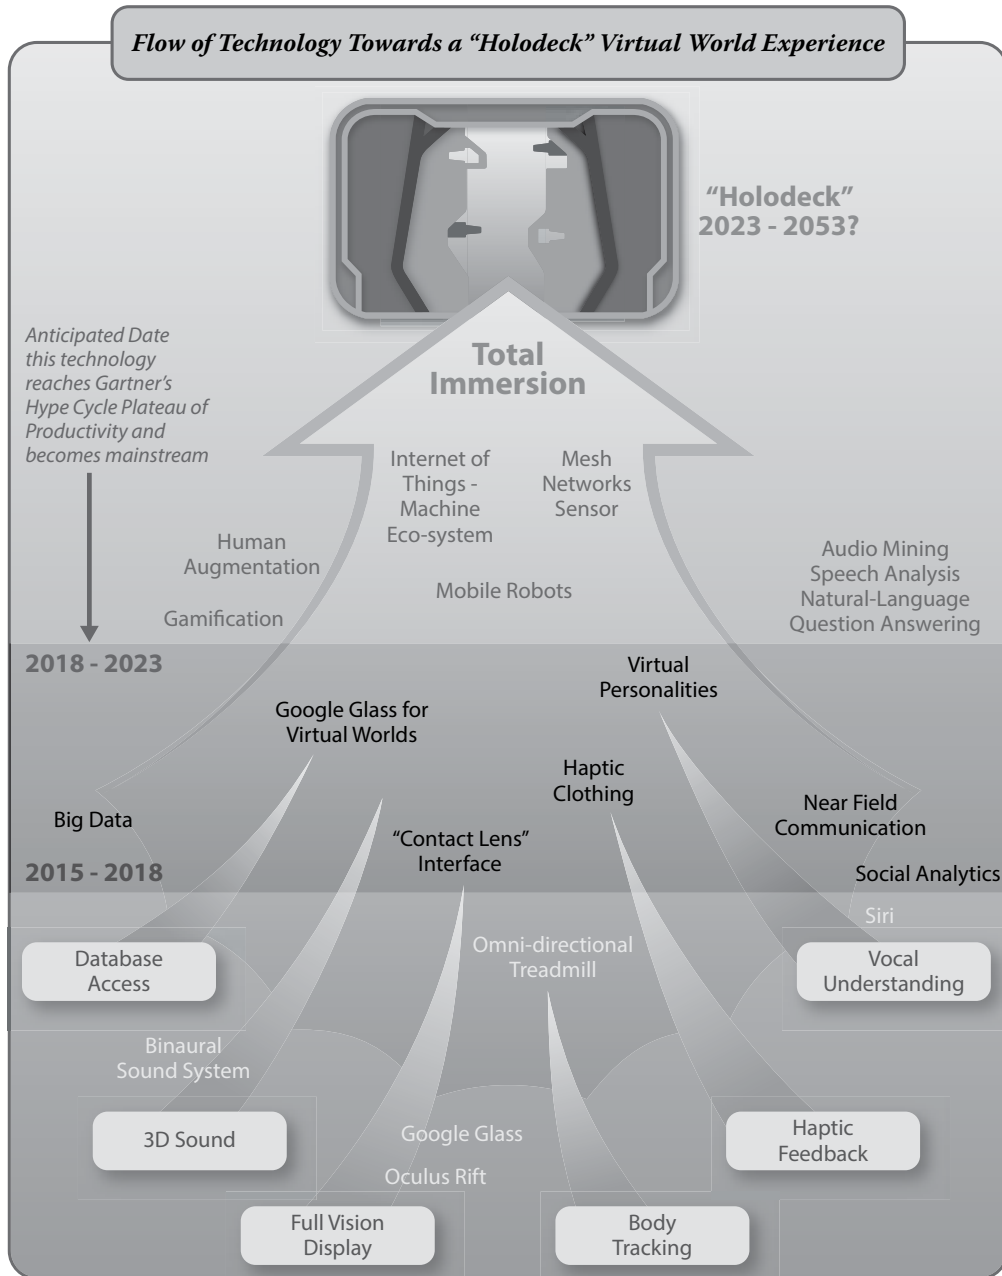 Flow of Technology Towards a “Holodeck” Virtual World Experience
“Holodeck”
2023 - 2053?
Anticipated Date
this technology
reaches Gartner’s
Hype Cycle Plateau of
Productivity and
becomes mainstream
Total
Immersion
Internet of
Things -
Machine
Eco-system
Mesh
Networks
Sensor
Human
Augmentation
Mobile Robots
Gamification
Audio Mining
Speech Analysis
Natural-Language
Question Answering
2018 - 2023
Virtual
Personalities
Google Glass for
Virtual Worlds
Haptic
Clothing
Big Data
“Contact Lens”
Interface
Near Field
Communication
2015 - 2018
Social Analytics
Siri
Database
Access
Omni-directional
Treadmill
Vocal
Understanding
Binaural
Sound System
3D Sound
Google Glass
Oculus Rift
Haptic
Feedback
Full Vision
Display
Body
Tracking